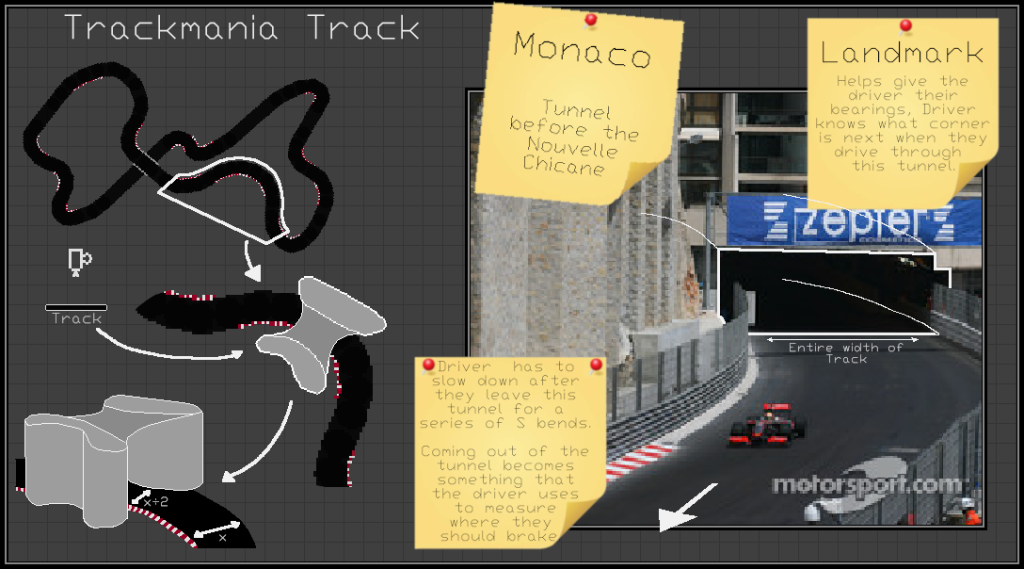 Trackmania Track
Monaco
Tunnel
before the
Nouvelle
Chicane
Landmark
Helps give the
driver their
bearings, Driver
knows what corner
is next when they
drive through
this tunnel.
zepter
COSMETICS
Entire width of
Track
Track
Driver has to
slow down after
they leave this
tunnel for a
series of S bends.
Coming out of the
tunnel becomes
something that
the driver uses
to measure
where they
should brake.
x÷2
x
motorsport.com